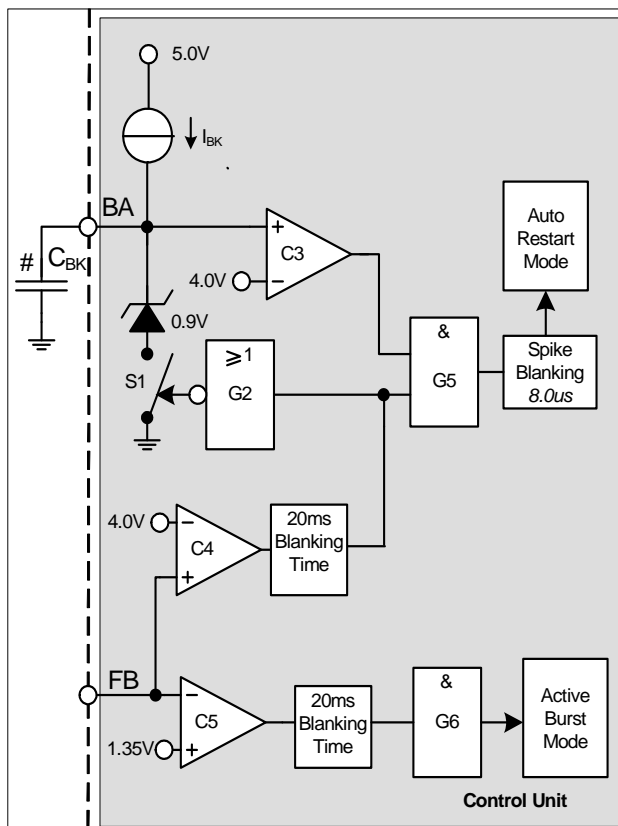 5.0V
I_BK
BA
# C_BK
+
C3
4.0V
−
0.9V
S1
≥1
G2
&
G5
Auto
Restart
Mode
Spike
Blanking
8.0us
4.0V
−
C4
+
20ms
Blanking
Time
FB
−
C5
1.35V
+
20ms
Blanking
Time
&
G6
Active
Burst
Mode
Control Unit